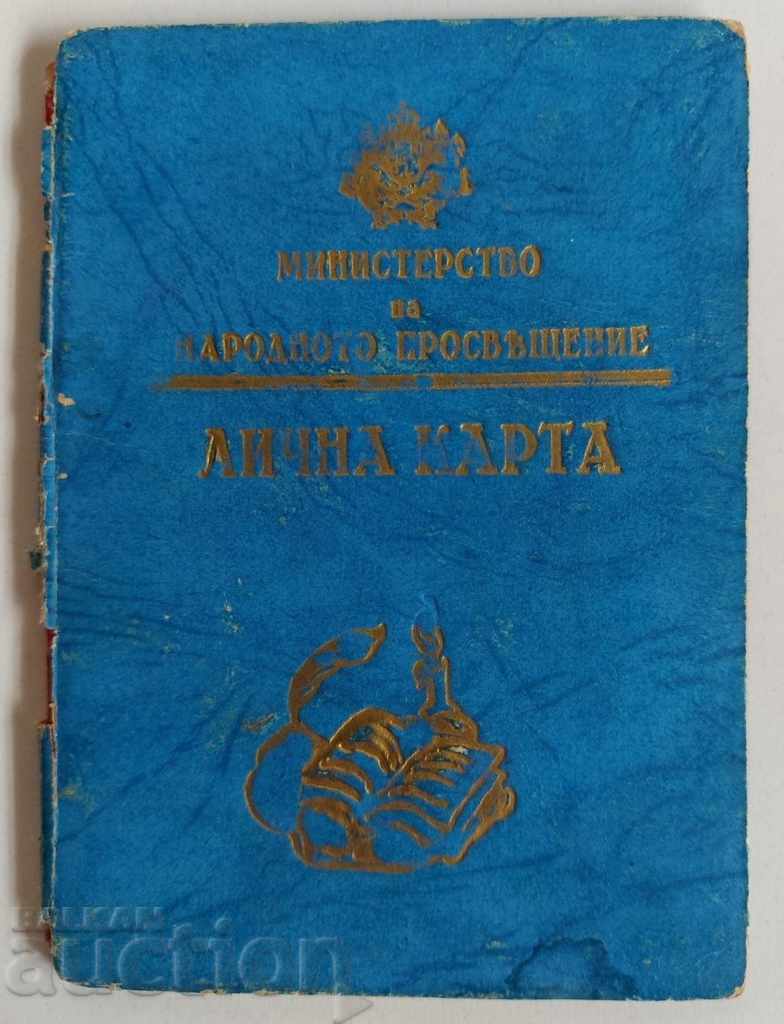 МИНИСТЕРСТВО
на
НАРОДНОТО ПРОСВѢЩЕНИЕ
ЛИЧНА КАРТА
BALKAN
auction